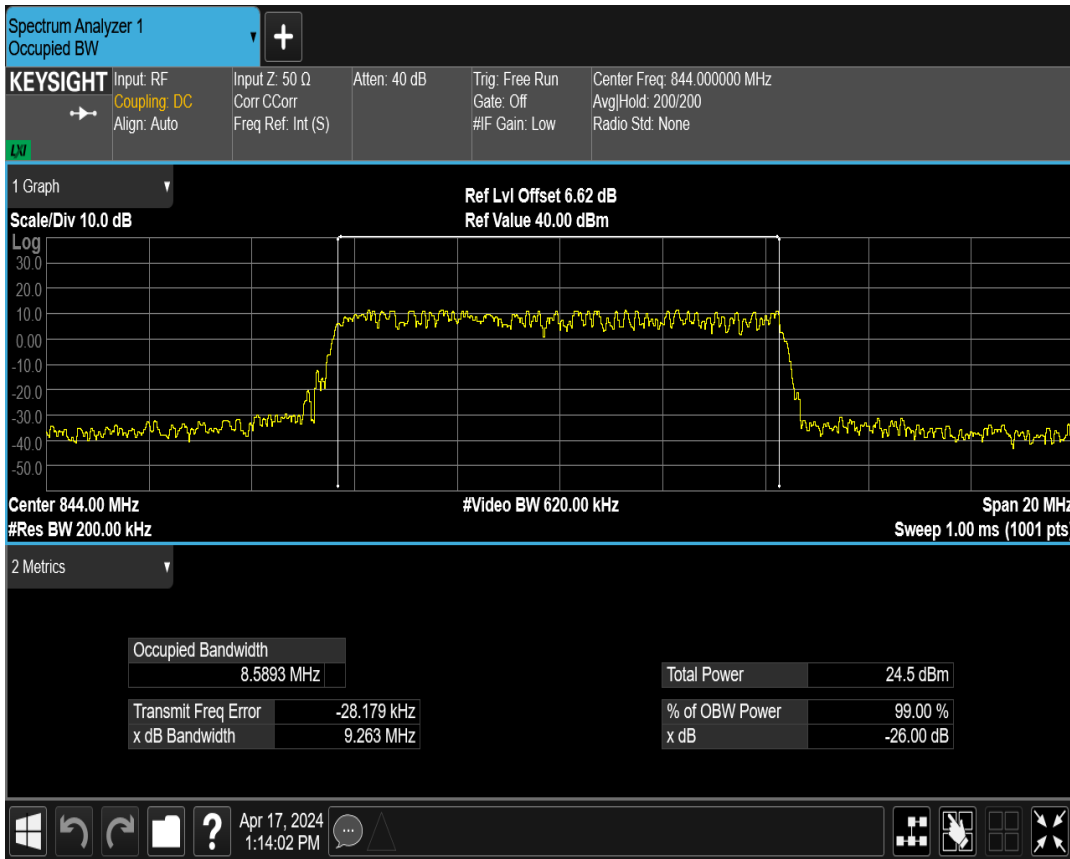 Spectrum Analyzer 1
Occupied BW
KEYSIGHT
LXI
Input: RF
Coupling: DC
Align: Auto
Input Z: 50 Ω
Corr CCorr
Freq Ref: Int (S)
Atten: 40 dB
Trig: Free Run
Gate: Off
#IF Gain: Low
Center Freq: 844.000000 MHz
Avg|Hold: 200/200
Radio Std: None
1 Graph
Scale/Div 10.0 dB
Ref Lvl Offset 6.62 dB
Ref Value 40.00 dBm
Log
30.0
20.0
10.0
0.00
-10.0
-20.0
-30.0
-40.0
-50.0
Center 844.00 MHz
#Video BW 620.00 kHz
Span 20 MHz
#Res BW 200.00 kHz
Sweep 1.00 ms (1001 pts)
2 Metrics
Occupied Bandwidth
8.5893 MHz
Total Power 24.5 dBm
Transmit Freq Error -28.179 kHz
% of OBW Power 99.00 %
x dB Bandwidth 9.263 MHz
x dB -26.00 dB
?
Apr 17, 2024
1:14:02 PM